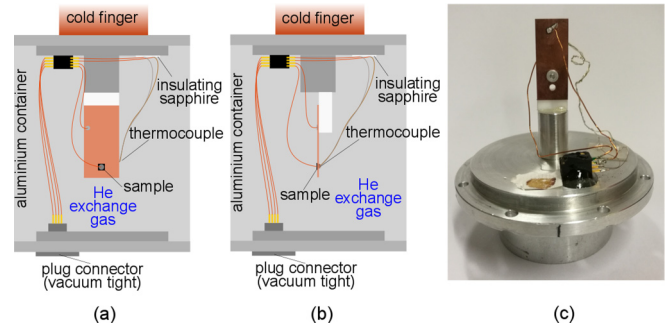 cold finger
aluminium container
insulating
sapphire
thermocouple
sample
He
exchange
gas
plug connector
(vacuum tight)
(a)
cold finger
aluminium container
insulating
sapphire
thermocouple
sample
He
exchange
gas
plug connector
(vacuum tight)
(b)
1
(c)